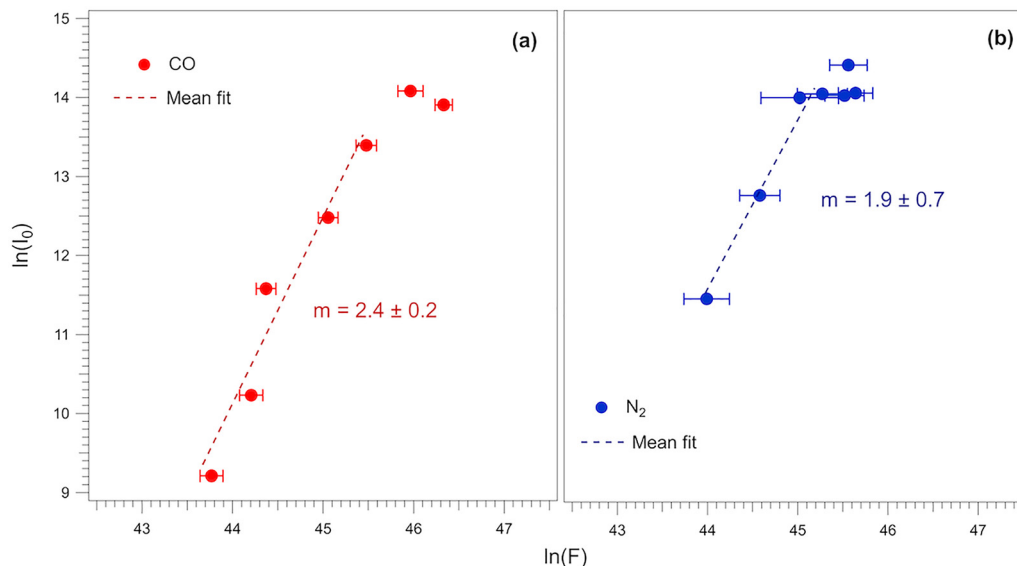 15
14
13
12
11
10
9
ln(I₀)
(a)
CO
Mean fit
m = 2.4 ± 0.2
43
44
45
46
47
(b)
m = 1.9 ± 0.7
N₂
Mean fit
43
44
45
46
47
ln(F)